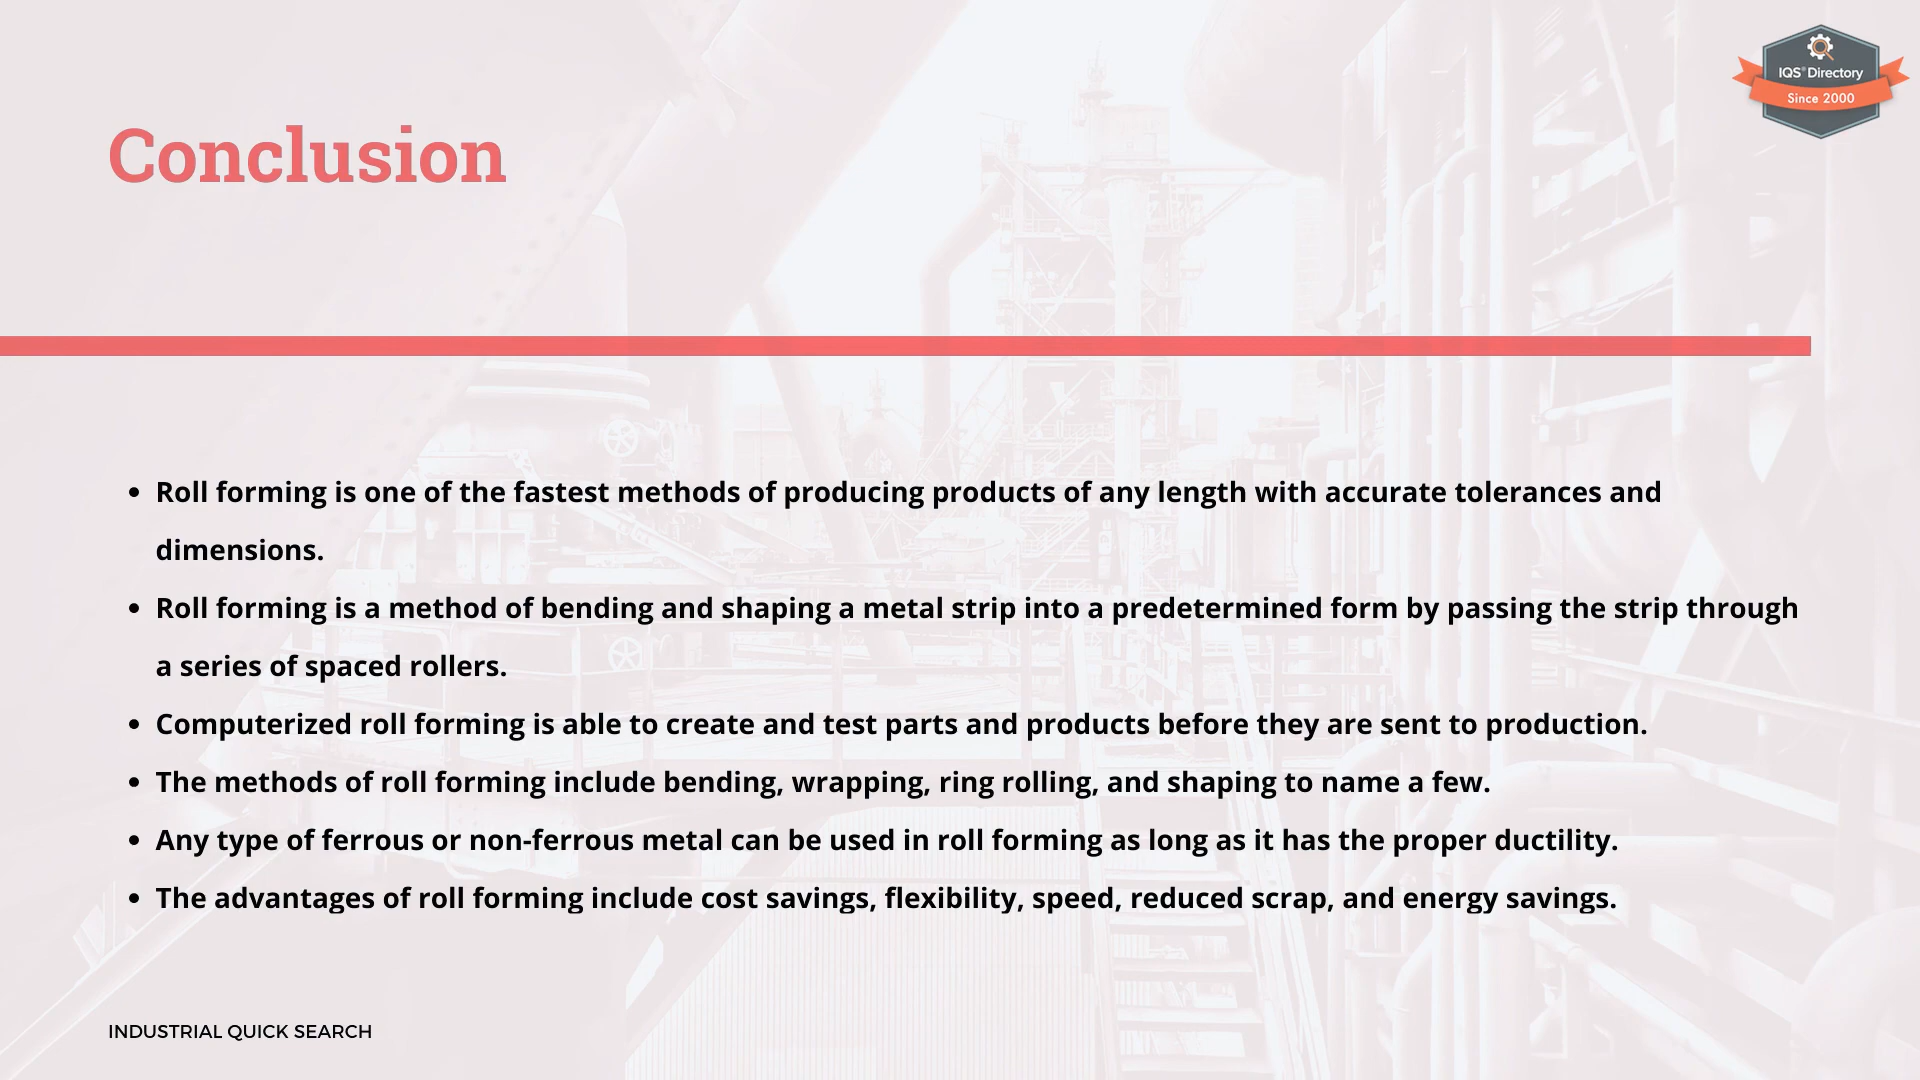 IQS® Directory
Since 2000
Conclusion
• Roll forming is one of the fastest methods of producing products of any length with accurate tolerances and
dimensions.
• Roll forming is a method of bending and shaping a metal strip into a predetermined form by passing the strip through
a series of spaced rollers.
• Computerized roll forming is able to create and test parts and products before they are sent to production.
• The methods of roll forming include bending, wrapping, ring rolling, and shaping to name a few.
• Any type of ferrous or non-ferrous metal can be used in roll forming as long as it has the proper ductility.
• The advantages of roll forming include cost savings, flexibility, speed, reduced scrap, and energy savings.
INDUSTRIAL QUICK SEARCH